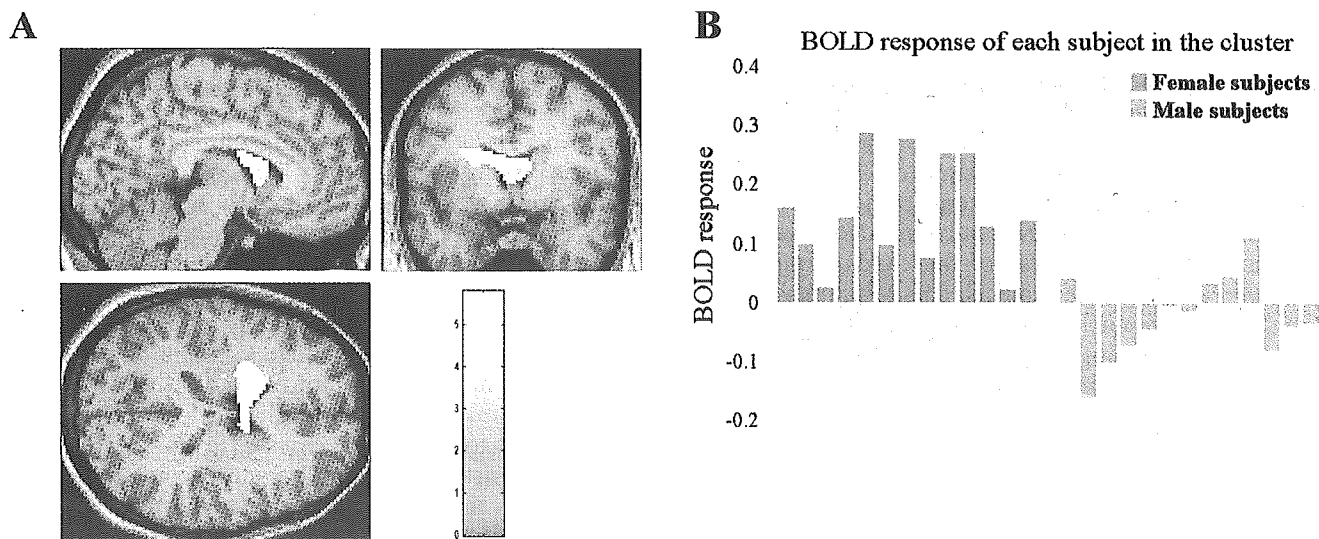 A
5
4
3
2
1
0
B
BOLD response of each subject in the cluster
Female subjects
Male subjects
BOLD response
0.4
0.3
0.2
0.1
0
-0.1
-0.2